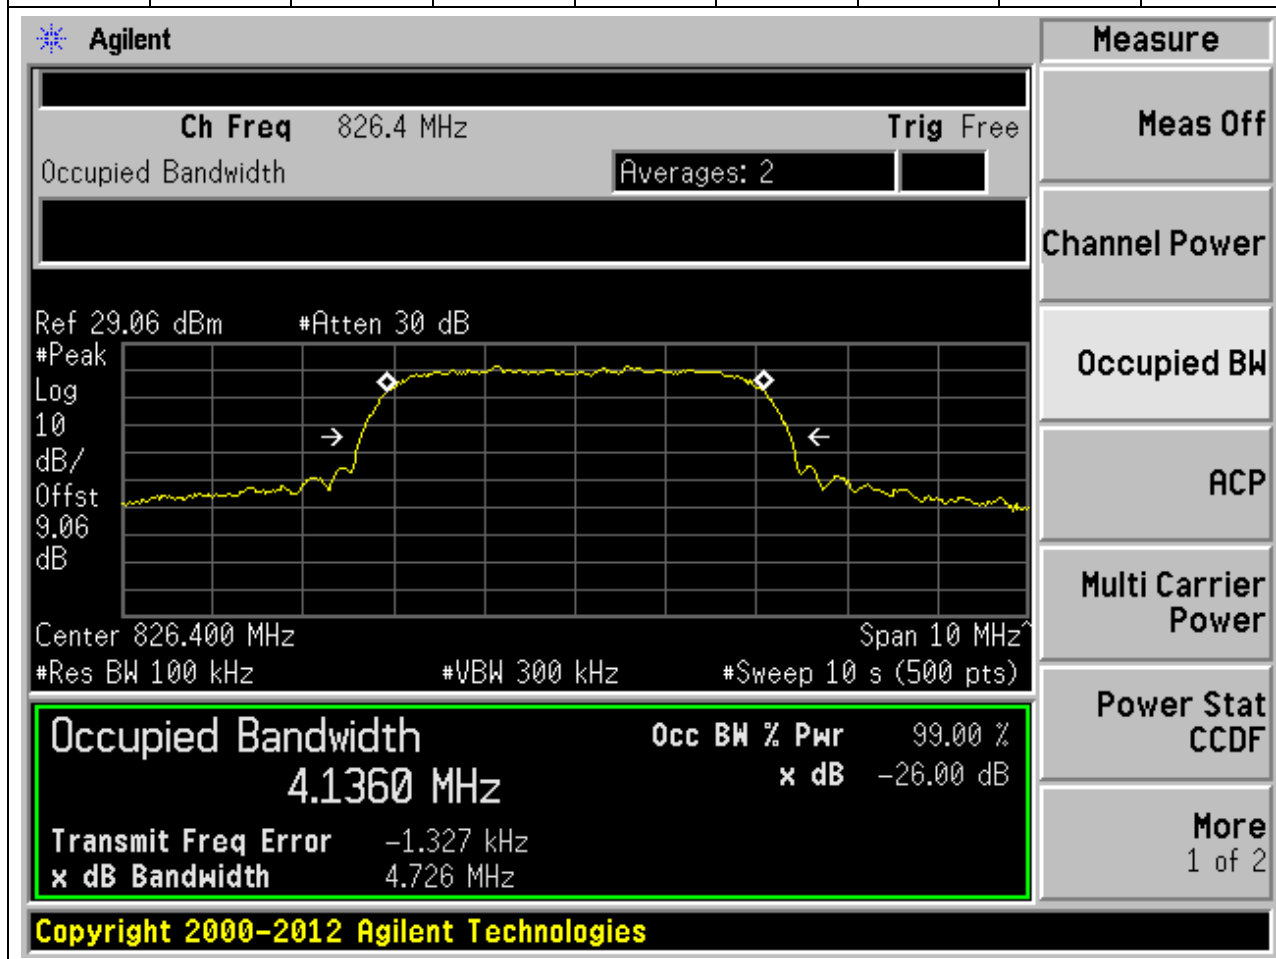 Agilent
Measure
Ch Freq 826.4 MHz Trig Free
Meas Off
Occupied Bandwidth Averages: 2
Channel Power
Ref 29.06 dBm #Atten 30 dB
#Peak
Log
10
dB/
Offst
9.06
dB
Occupied BW
ACP
Multi Carrier
Power
Center 826.400 MHz Span 10 MHz^
#Res BW 100 kHz #VBW 300 kHz #Sweep 10 s (500 pts)
Power Stat
CCDF
Occupied Bandwidth Occ BW % Pwr 99.00 %
4.1360 MHz x dB -26.00 dB
Transmit Freq Error -1.327 kHz
x dB Bandwidth 4.726 MHz
More
1 of 2
Copyright 2000-2012 Agilent Technologies